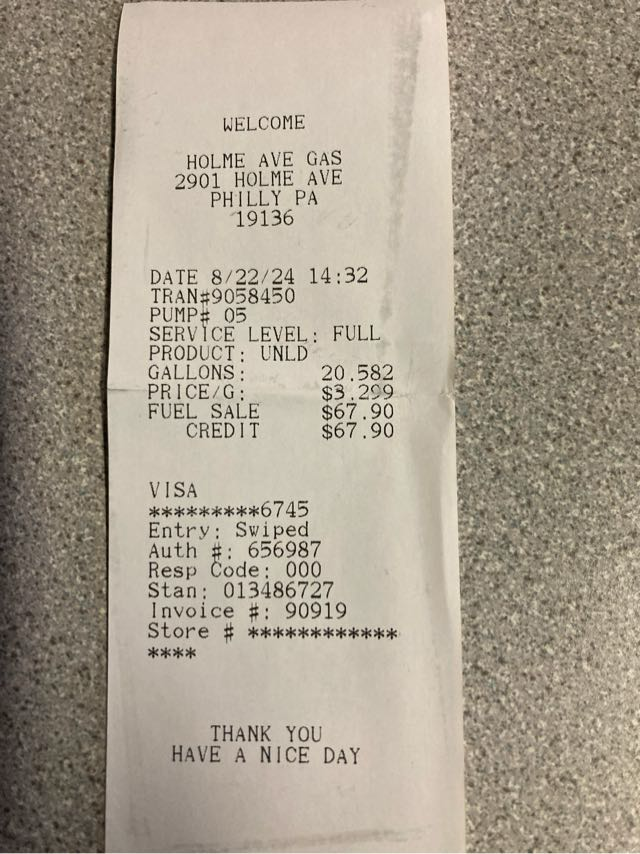 WELCOME
HOLME AVE GAS
2901 HOLME AVE
PHILLY PA
19136
DATE 8/22/24 14:32
TRAN#9058450
PUMP# 05
SERVICE LEVEL: FULL
PRODUCT: UNLD
GALLONS: 20.582
PRICE/G: $3.299
FUEL SALE $67.90
CREDIT $67.90
VISA
*********6745
Entry: Swiped
Auth #: 656987
Resp Code: 000
Stan: 013486727
Invoice #: 90919
Store # ************
****
THANK YOU
HAVE A NICE DAY